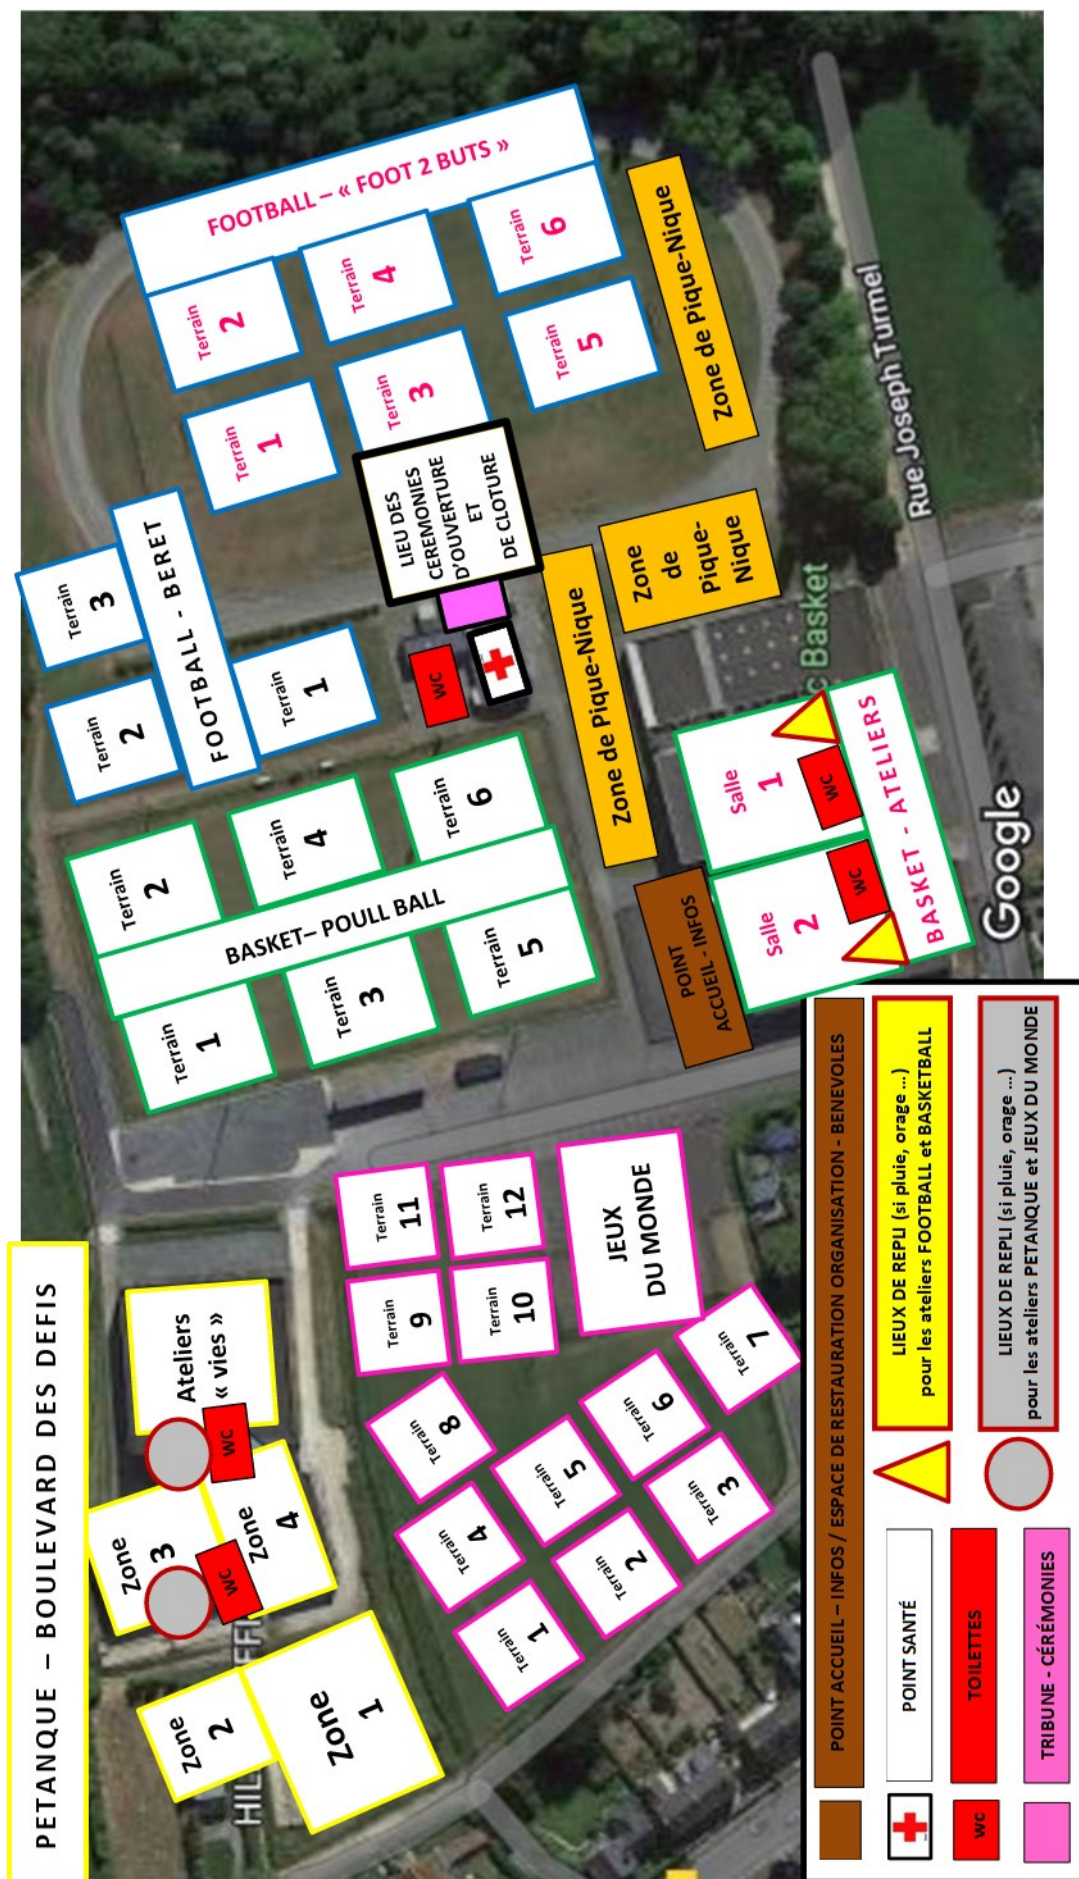 PETANQUE – BOULEVARD DES DEFIS
Zone
2
Zone
1
Zone
3
Zone
4
WC
WC
Ateliers
« vies »
Terrain
1
Terrain
2
Terrain
3
Terrain
4
Terrain
5
Terrain
6
Terrain
7
Terrain
8
Terrain
9
Terrain
10
Terrain
11
Terrain
12
JEUX
DU MONDE
BASKET– POULL BALL
Terrain
1
Terrain
2
Terrain
3
Terrain
4
Terrain
5
Terrain
6
FOOTBALL - BERET
Terrain
1
Terrain
2
Terrain
3
FOOTBALL – « FOOT 2 BUTS »
Terrain
1
Terrain
2
Terrain
3
Terrain
4
Terrain
5
Terrain
6
LIEU DES
CEREMONIES
D'OUVERTURE
ET
DE CLOTURE
WC
Zone de Pique-Nique
Zone
de
Pique-
Nique
Zone de Pique-Nique
POINT
ACCUEIL - INFOS
Salle
2
Salle
1
WC
WC
BASKET - ATELIERS
c Basket
Rue Joseph Turmel
Google
POINT ACCUEIL – INFOS / ESPACE DE RESTAURATION ORGANISATION - BENEVOLES
POINT SANTÉ
WC
TOILETTES
TRIBUNE - CÉRÉMONIES
LIEUX DE REPLI (si pluie, orage ...)
pour les ateliers FOOTBALL et BASKETBALL
LIEUX DE REPLI (si pluie, orage ...)
pour les ateliers PETANQUE et JEUX DU MONDE